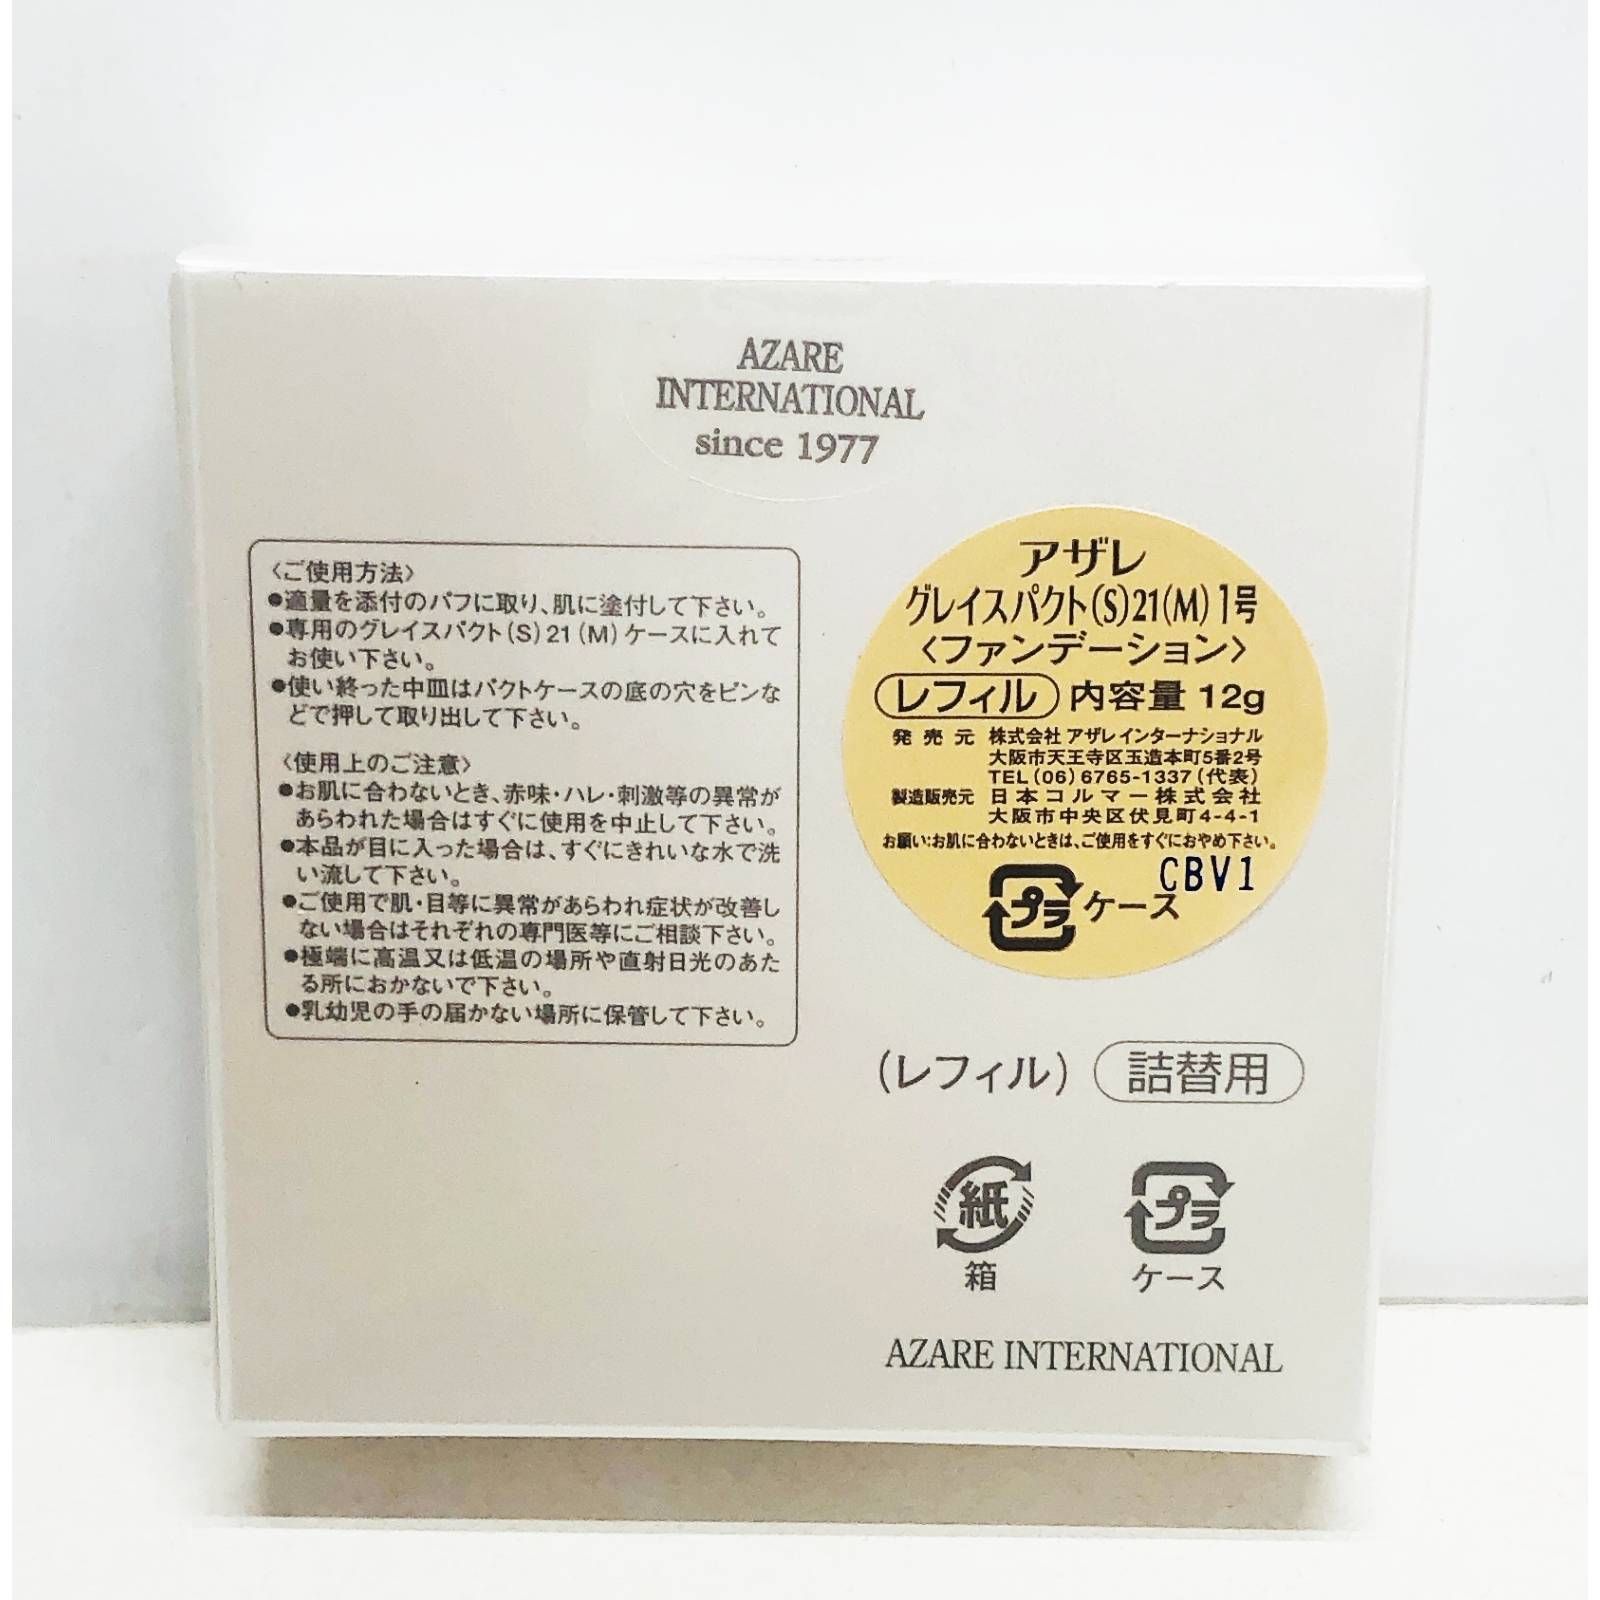 AZARE
INTERNATIONAL
since 1977
〈ご使用方法〉
●適量を添付のパフに取り、肌に塗付して下さい。
●専用のグレイスパクト(S)21(M)ケースに入れて
お使い下さい。
●使い終った中皿はパクトケースの底の穴をピンな
どで押して取り出して下さい。
〈使用上のご注意〉
●お肌に合わないとき、赤味・ハレ・刺激等の異常が
あらわれた場合はすぐに使用を中止して下さい。
●本品が目に入った場合は、すぐにきれいな水で洗
い流して下さい。
●ご使用で肌・目等に異常があらわれ症状が改善し
ない場合はそれぞれの専門医等にご相談下さい。
●極端に高温又は低温の場所や直射日光のあた
る所におかないで下さい。
●乳幼児の手の届かない場所に保管して下さい。
アザレ
グレイスパクト(S)21(M)1号
〈ファンデーション〉
レフィル 内容量 12g
発売元 株式会社 アザレインターナショナル
大阪市天王寺区玉造本町5番2号
TEL(06)6765-1337(代表)
製造販売元 日本コルマー株式会社
大阪市中央区伏見町4-4-1
お願い:お肌に合わないときは、ご使用をすぐにおやめ下さい。
CBV1
プラ ケース
(レフィル) 詰替用
紙 プラ
箱 ケース
AZARE INTERNATIONAL